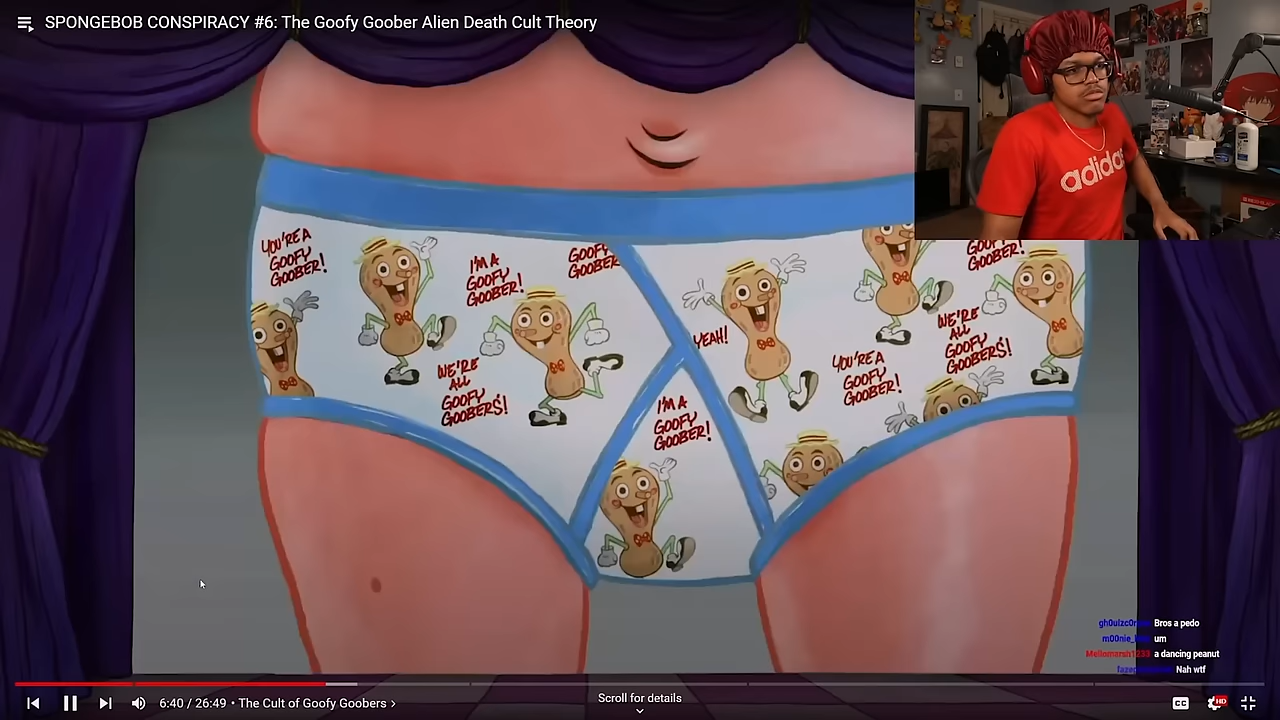 SPONGEBOB CONSPIRACY #6: The Goofy Goober Alien Death Cult Theory
adidas
YOU'RE A
GOOFY
GOOBER!
I'M A
GOOFY
GOOBER!
GOOFY
GOOBER
WE'RE
ALL
GOOFY
GOOBERS!
I'M A
GOOFY
GOOBER!
YEAH!
YOU'RE A
GOOFY
GOOBER!
GOOFY
GOOBER!
WE'RE
ALL
GOOFY
GOOBERS!
Bros a pedo
um
Mellomarsh1233 a dancing peanut
Nah wtf
6:40 / 26:49 • The Cult of Goofy Goobers >
Scroll for details
CC
HD